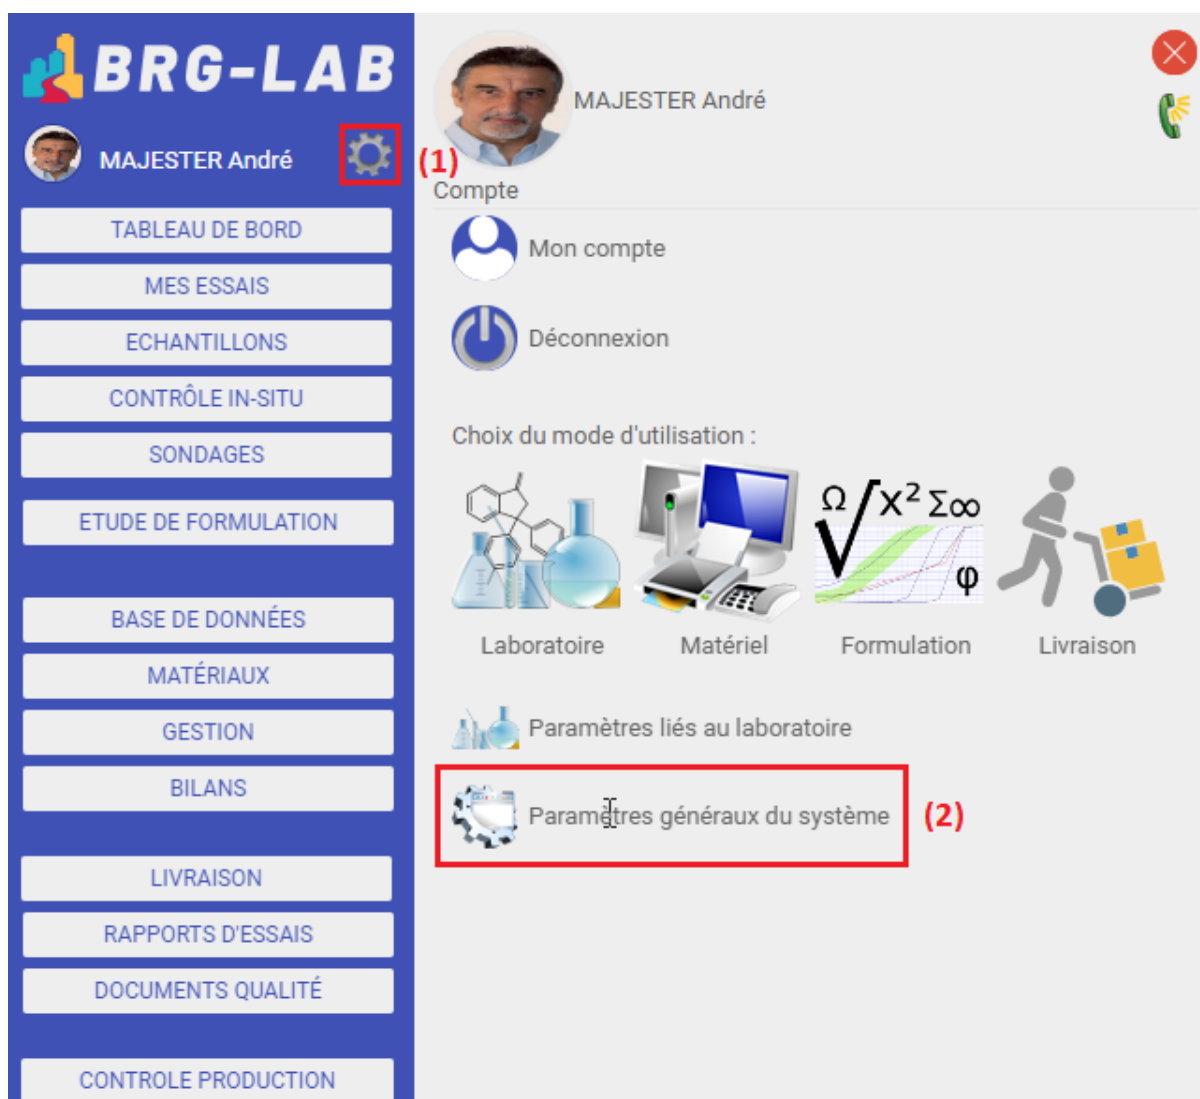 BRG-LAB
MAJESTER André
(1)
TABLEAU DE BORD
MES ESSAIS
ECHANTILLONS
CONTRÔLE IN-SITU
SONDAGES
ETUDE DE FORMULATION
BASE DE DONNÉES
MATÉRIAUX
GESTION
BILANS
LIVRAISON
RAPPORTS D'ESSAIS
DOCUMENTS QUALITÉ
CONTROLE PRODUCTION
MAJESTER André
Compte
Mon compte
Déconnexion
Choix du mode d'utilisation :
Ω √x² Σ∞
φ
Laboratoire Matériel Formulation Livraison
Paramètres liés au laboratoire
Paramètres généraux du système (2)